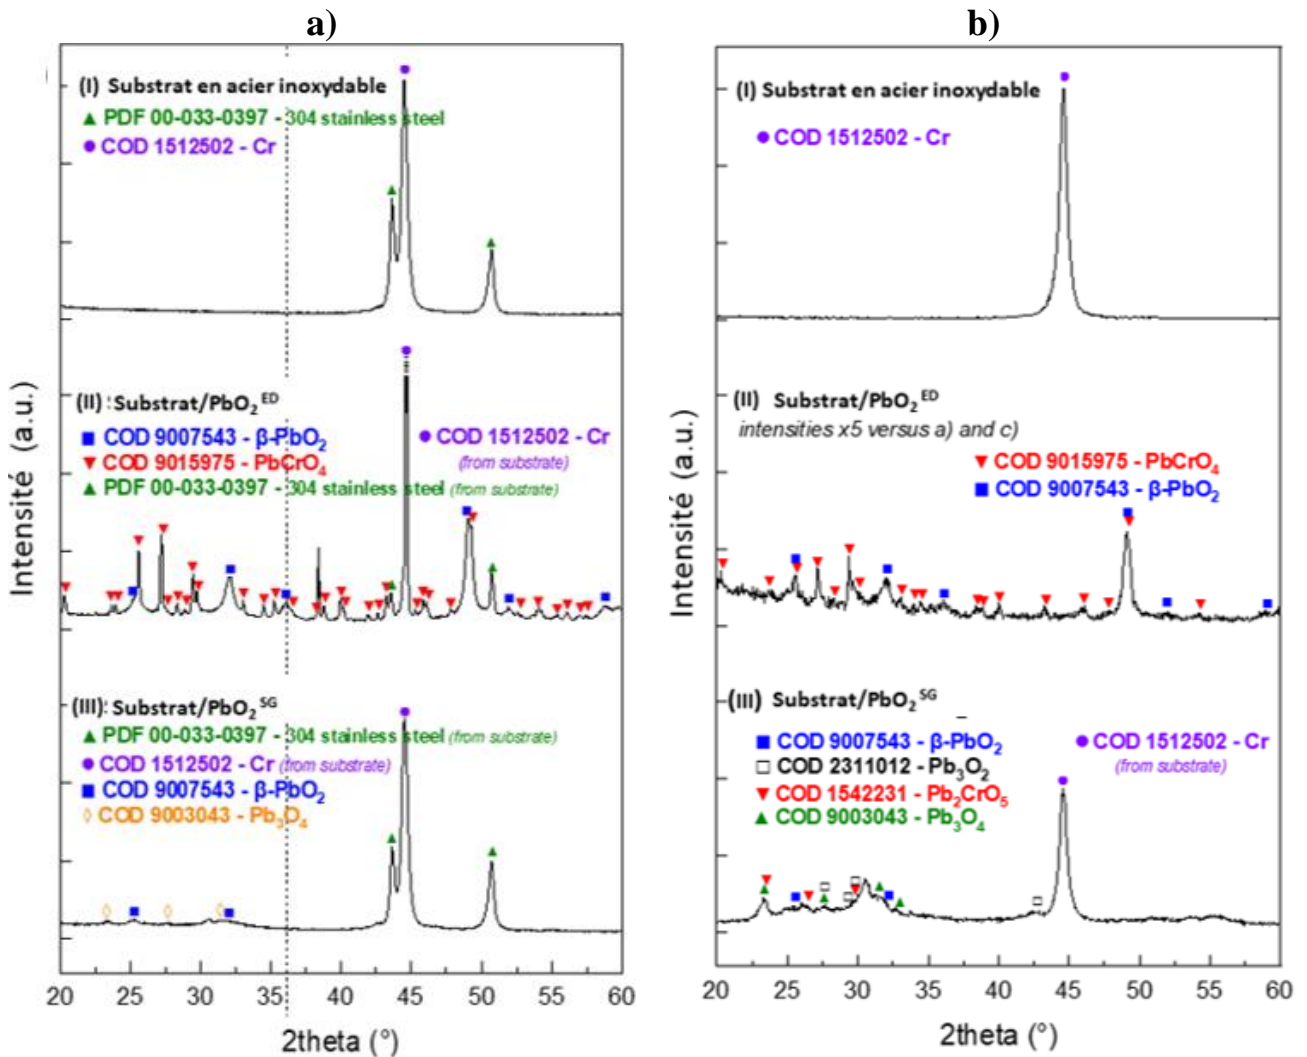 a)
(I) Substrat en acier inoxydable
▲ PDF 00-033-0397 - 304 stainless steel
● COD 1512502 - Cr
(II) : Substrat/PbO₂ ᴱᴰ
■ COD 9007543 - β-PbO₂
▼ COD 9015975 - PbCrO₄
▲ PDF 00-033-0397 - 304 stainless steel (from substrate)
● COD 1512502 - Cr
(from substrate)
(III): Substrat/PbO₂ ˢᴳ
▲ PDF 00-033-0397 - 304 stainless steel (from substrate)
● COD 1512502 - Cr (from substrate)
■ COD 9007543 - β-PbO₂
◊ COD 9003043 - Pb₃O₄
Intensité (a.u.)
20 25 30 35 40 45 50 55 60
2theta (°)
b)
(I) Substrat en acier inoxydable
● COD 1512502 - Cr
(II) Substrat/PbO₂ ᴱᴰ
intensities x5 versus a) and c)
▼ COD 9015975 - PbCrO₄
■ COD 9007543 - β-PbO₂
(III) Substrat/PbO₂ ˢᴳ
■ COD 9007543 - β-PbO₂
□ COD 2311012 - Pb₃O₂
▼ COD 1542231 - Pb₂CrO₅
▲ COD 9003043 - Pb₃O₄
● COD 1512502 - Cr
(from substrate)
Intensité (a.u.)
20 30 40 50 60
2theta (°)